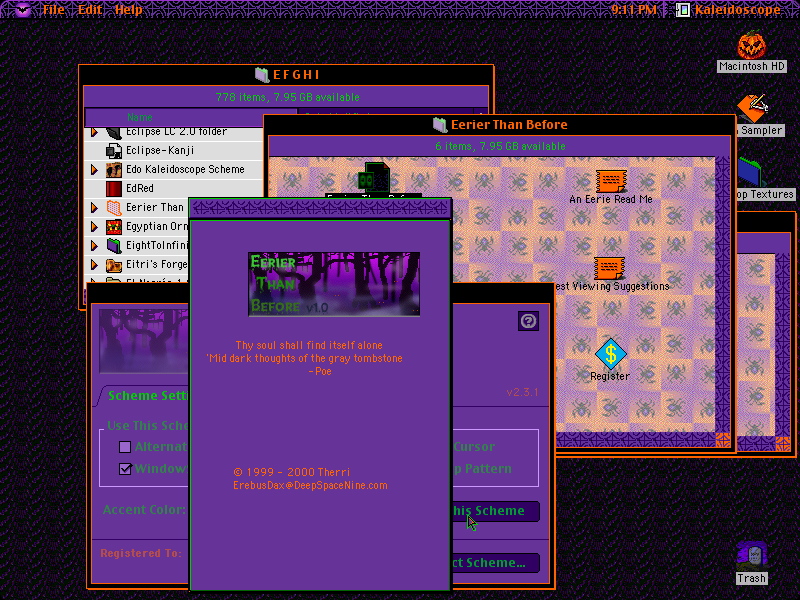 File Edit Help
9:11 PM
Kaleidoscope
Macintosh HD
Sampler
op Textures
Trash
EFGHI
778 items, 7.95 GB available
Name
Eclipse LC 2.0 folder
Eclipse-Kanji
Edo Kaleidoscope Scheme
EdRed
Eerier Than
Egyptian Orn
EightToInfini
Eitri's Forge
Eerier Than Before
6 items, 7.95 GB available
An Eerie Read Me
est Viewing Suggestions
Register
Eerier
Than
Before v1.0
Thy soul shall find itself alone
'Mid dark thoughts of the gray tombstone
-Poe
© 1999 - 2000 Therri
ErebusDax@DeepSpaceNine.com
v2.3.1
Scheme Setti
Use This Sche
Alternat
Cursor
Window
p Pattern
Accent Color:
his Scheme
Registered To:
ct Scheme...